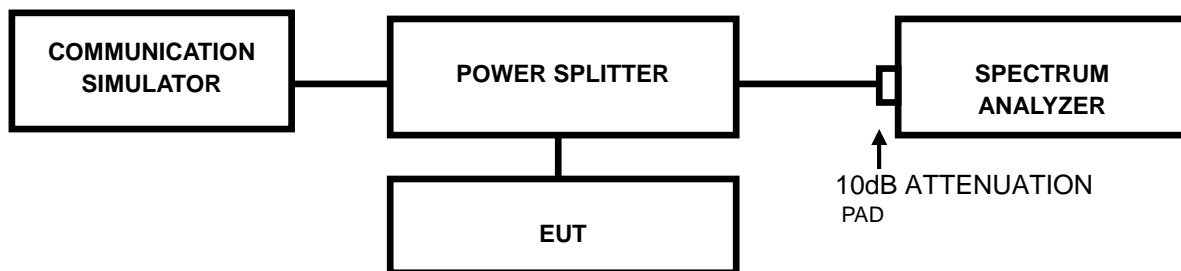 COMMUNICATION
SIMULATOR
POWER SPLITTER
SPECTRUM
ANALYZER
10dB ATTENUATION
PAD
EUT